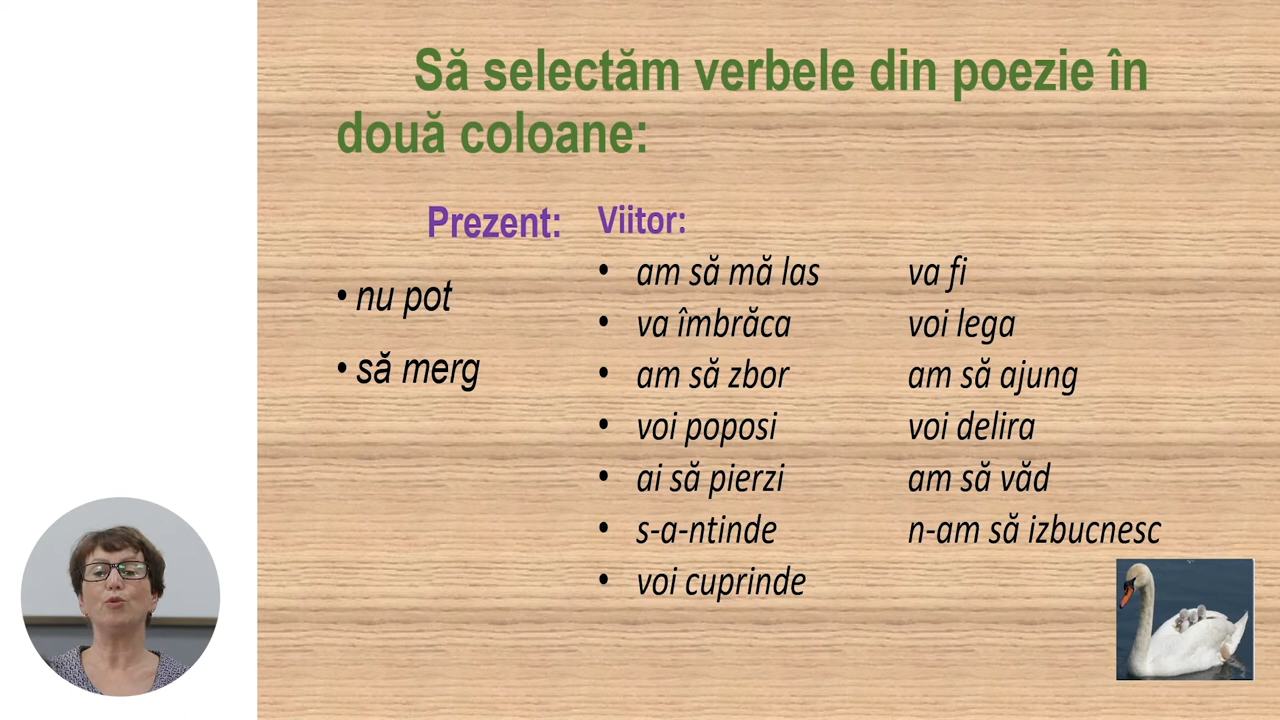 Să selectăm verbele din poezie în
două coloane:
Prezent:
• nu pot
• să merg
Viitor:
• am să mă las va fi
• va îmbrăca voi lega
• am să zbor am să ajung
• voi poposi voi delira
• ai să pierzi am să văd
• s-a-ntinde n-am să izbucnesc
• voi cuprinde